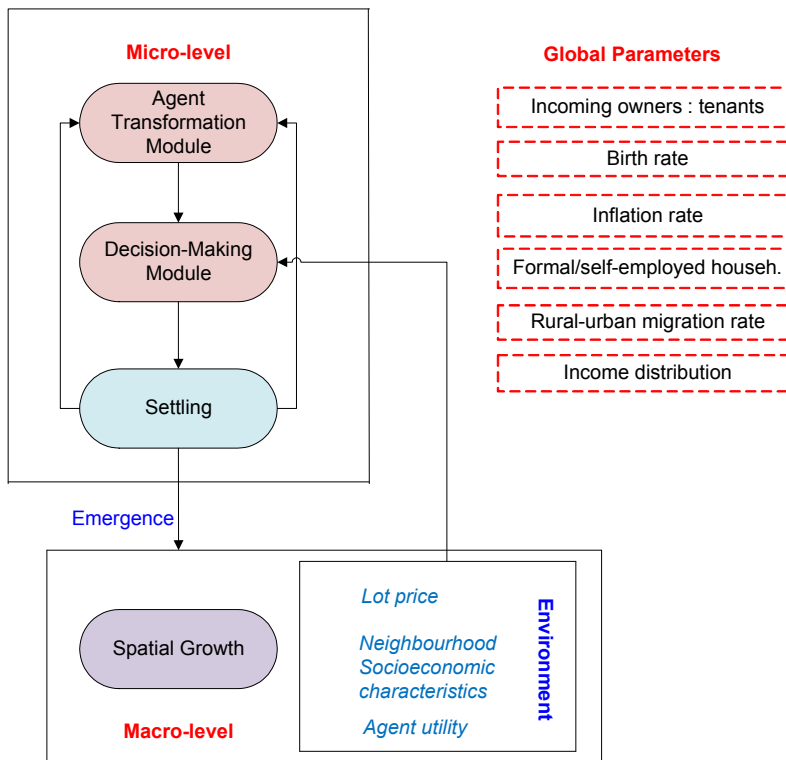 Micro-level
Agent
Transformation
Module
Decision-Making
Module
Settling
Emergence
Spatial Growth
Macro-level
Lot price
Neighbourhood
Socioeconomic
characteristics
Agent utility
Environment
Global Parameters
Incoming owners : tenants
Birth rate
Inflation rate
Formal/self-employed househ.
Rural-urban migration rate
Income distribution